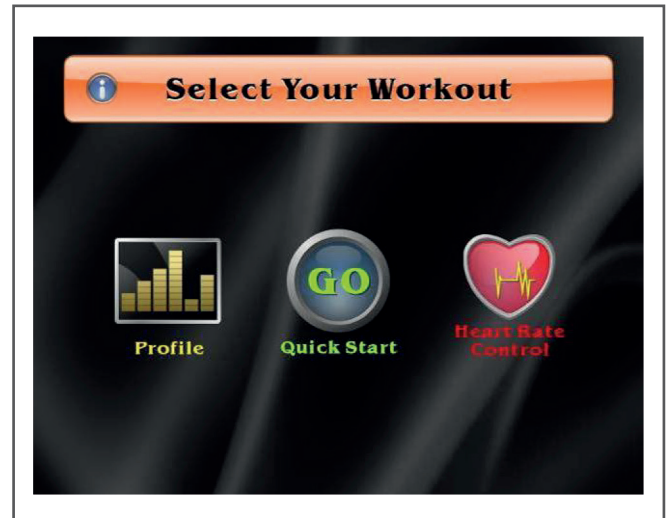 Select Your Workout
GO
Profile
Quick Start
Heart Rate
Control